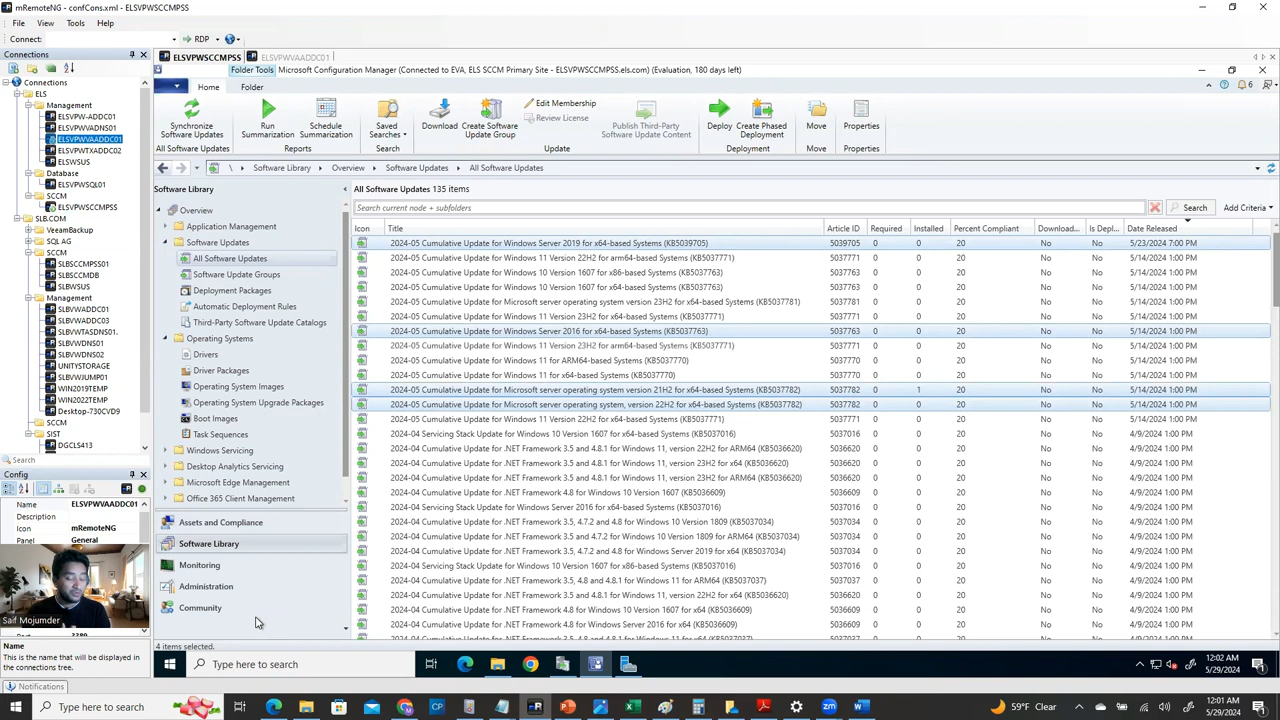 mRemoteNG - confCons.xml - ELSVPWSCCMPSS
File View Tools Help
Connect: RDP
Connections
ELSVPWSCCMPSS ELSVPWVAADDC01
Folder Tools Microsoft Configuration Manager (Connected to EVA, ELS SCCM Primary Site - ELSVPWSCCMPSS.els.com) (Evaluation, 180 days left)
Home Folder
6
Synchronize Software Updates
Run Summarization
Schedule Summarization
Saved Searches
Download
Create Software Update Group
Edit Membership
Review License
Publish Third-Party Software Update Content
Deploy
Create Phased Deployment
Move
Properties
All Software Updates Reports Search Update Deployment Move Properties
\ Software Library Overview Software Updates All Software Updates
Connections
ELS
Management
ELSVPW-ADDC01
ELSVPWVADNS01
ELSVPWVAADDC01
ELSVPWTXADDC02
ELSWSUS
Database
ELSVPWSQL01
SCCM
ELSVPWSCCMPSS
SLB.COM
VeeamBackup
SQL AG
SCCM
SLBSCCMPSS01
SLBSCCMDB
SLBWSUS
Management
SLBVWADDC01
SLBVWADDC03
SLBVWTASDNS01.
SLBVWDNS01
SLBVWDNS02
UNITYSTORAGE
SLBVWJUMP01
WIN2019TEMP
WIN2022TEMP
Desktop-730CVD9
SCCM
SIST
DGCLS413
Search
Config
Name ELSVPWVAADDC01
Description
Icon mRemoteNG
Panel General
Saif Mojumder
Name
This is the name that will be displayed in the connections tree.
Notifications
Software Library
Overview
Application Management
Software Updates
All Software Updates
Software Update Groups
Deployment Packages
Automatic Deployment Rules
Third-Party Software Update Catalogs
Operating Systems
Drivers
Driver Packages
Operating System Images
Operating System Upgrade Packages
Boot Images
Task Sequences
Windows Servicing
Desktop Analytics Servicing
Microsoft Edge Management
Office 365 Client Management
Assets and Compliance
Software Library
Monitoring
Administration
Community
4 items selected.
All Software Updates 135 items
Search current node + subfolders Search Add Criteria
Icon Title Article ID Required Installed Percent Compliant Download... Is Depl... Date Released
2024-05 Cumulative Update for Windows Server 2019 for x64-based Systems (KB5039705) 5039705 0 0 20 No No 5/23/2024 7:00 PM
2024-05 Cumulative Update for Windows 11 Version 22H2 for arm64-based Systems (KB5037771) 5037771 0 0 20 No No 5/14/2024 1:00 PM
2024-05 Cumulative Update for Windows 10 Version 1607 for x86-based Systems (KB5037763) 5037763 0 0 20 No No 5/14/2024 1:00 PM
2024-05 Cumulative Update for Windows 10 Version 1607 for x64-based Systems (KB5037763) 5037763 0 0 20 No No 5/14/2024 1:00 PM
2024-05 Cumulative Update for Microsoft server operating system version 23H2 for x64-based Systems (KB5037781) 5037781 0 0 20 No No 5/14/2024 1:00 PM
2024-05 Cumulative Update for Windows 11 Version 23H2 for x64-based Systems (KB5037771) 5037771 0 0 20 No No 5/14/2024 1:00 PM
2024-05 Cumulative Update for Windows Server 2016 for x64-based Systems (KB5037763) 5037763 0 0 20 No No 5/14/2024 1:00 PM
2024-05 Cumulative Update for Windows 11 Version 23H2 for arm64-based Systems (KB5037771) 5037771 0 0 20 No No 5/14/2024 1:00 PM
2024-05 Cumulative Update for Windows 11 for ARM64-based Systems (KB5037770) 5037770 0 0 20 No No 5/14/2024 1:00 PM
2024-05 Cumulative Update for Windows 11 for x64-based Systems (KB5037770) 5037770 0 0 20 No No 5/14/2024 1:00 PM
2024-05 Cumulative Update for Microsoft server operating system version 21H2 for x64-based Systems (KB5037782) 5037782 0 1 20 No No 5/14/2024 1:00 PM
2024-05 Cumulative Update for Microsoft server operating system, version 22H2 for x64-based Systems (KB5037782) 5037782 0 0 20 No No 5/14/2024 1:00 PM
2024-05 Cumulative Update for Windows 11 Version 22H2 for x64-based Systems (KB5037771) 5037771 0 0 20 No No 5/14/2024 1:00 PM
2024-04 Servicing Stack Update for Windows 10 Version 1607 for x64-based Systems (KB5037016) 5037016 0 0 20 No No 4/9/2024 1:00 PM
2024-04 Cumulative Update for .NET Framework 3.5 and 4.8.1 for Windows 11, version 22H2 for x64 (KB5036620) 5036620 0 0 20 No No 4/9/2024 1:00 PM
2024-04 Cumulative Update for .NET Framework 3.5 and 4.8.1 for Windows 11, version 23H2 for x64 (KB5036620) 5036620 0 0 20 No No 4/9/2024 1:00 PM
2024-04 Cumulative Update for .NET Framework 3.5 and 4.8.1 for Windows 11, version 23H2 for ARM64 (KB5036620) 5036620 0 0 20 No No 4/9/2024 1:00 PM
2024-04 Cumulative Update for .NET Framework 4.8 for Windows 10 Version 1607 (KB5036609) 5036609 0 0 20 No No 4/9/2024 1:00 PM
2024-04 Servicing Stack Update for Windows Server 2016 for x64-based Systems (KB5037016) 5037016 0 0 20 No No 4/9/2024 1:00 PM
2024-04 Cumulative Update for .NET Framework 3.5, 4.7.2 and 4.8 for Windows 10 Version 1809 (KB5037034) 5037034 0 0 20 No No 4/9/2024 1:00 PM
2024-04 Cumulative Update for .NET Framework 3.5, 4.7.2 and 4.8 for Windows 10 Version 1809 for x64 (KB5037034) 5037034 0 0 20 No No 4/9/2024 1:00 PM
2024-04 Cumulative Update for .NET Framework 3.5, 4.7.2 and 4.8 for Windows Server 2019 for x64 (KB5037034) 5037034 0 0 20 No No 4/9/2024 1:00 PM
2024-04 Servicing Stack Update for Windows 10 Version 1607 for x86-based Systems (KB5037016) 5037016 0 0 20 No No 4/9/2024 1:00 PM
2024-04 Cumulative Update for .NET Framework 3.5, 4.8 and 4.8.1 for Windows 11 for ARM64 (KB5037037) 5037037 0 0 20 No No 4/9/2024 1:00 PM
2024-04 Cumulative Update for .NET Framework 3.5 and 4.8.1 for Windows 11, version 22H2 for ARM64 (KB5036620) 5036620 0 0 20 No No 4/9/2024 1:00 PM
2024-04 Cumulative Update for .NET Framework 4.8 for Windows 10 Version 1607 for x64 (KB5036609) 5036609 0 0 20 No No 4/9/2024 1:00 PM
2024-04 Cumulative Update for .NET Framework 4.8 for Windows Server 2016 for x64 (KB5036609) 5036609 0 0 20 No No 4/9/2024 1:00 PM
2024-04 Cumulative Update for .NET Framework 3.5, 4.8 and 4.8.1 for Windows 11 for x64 (KB5037037) 5037037 0 0 20 No No 4/9/2024 1:00 PM
Type here to search
12:02 AM
5/29/2024
Type here to search
59°F Clear
12:01 AM
5/29/2024